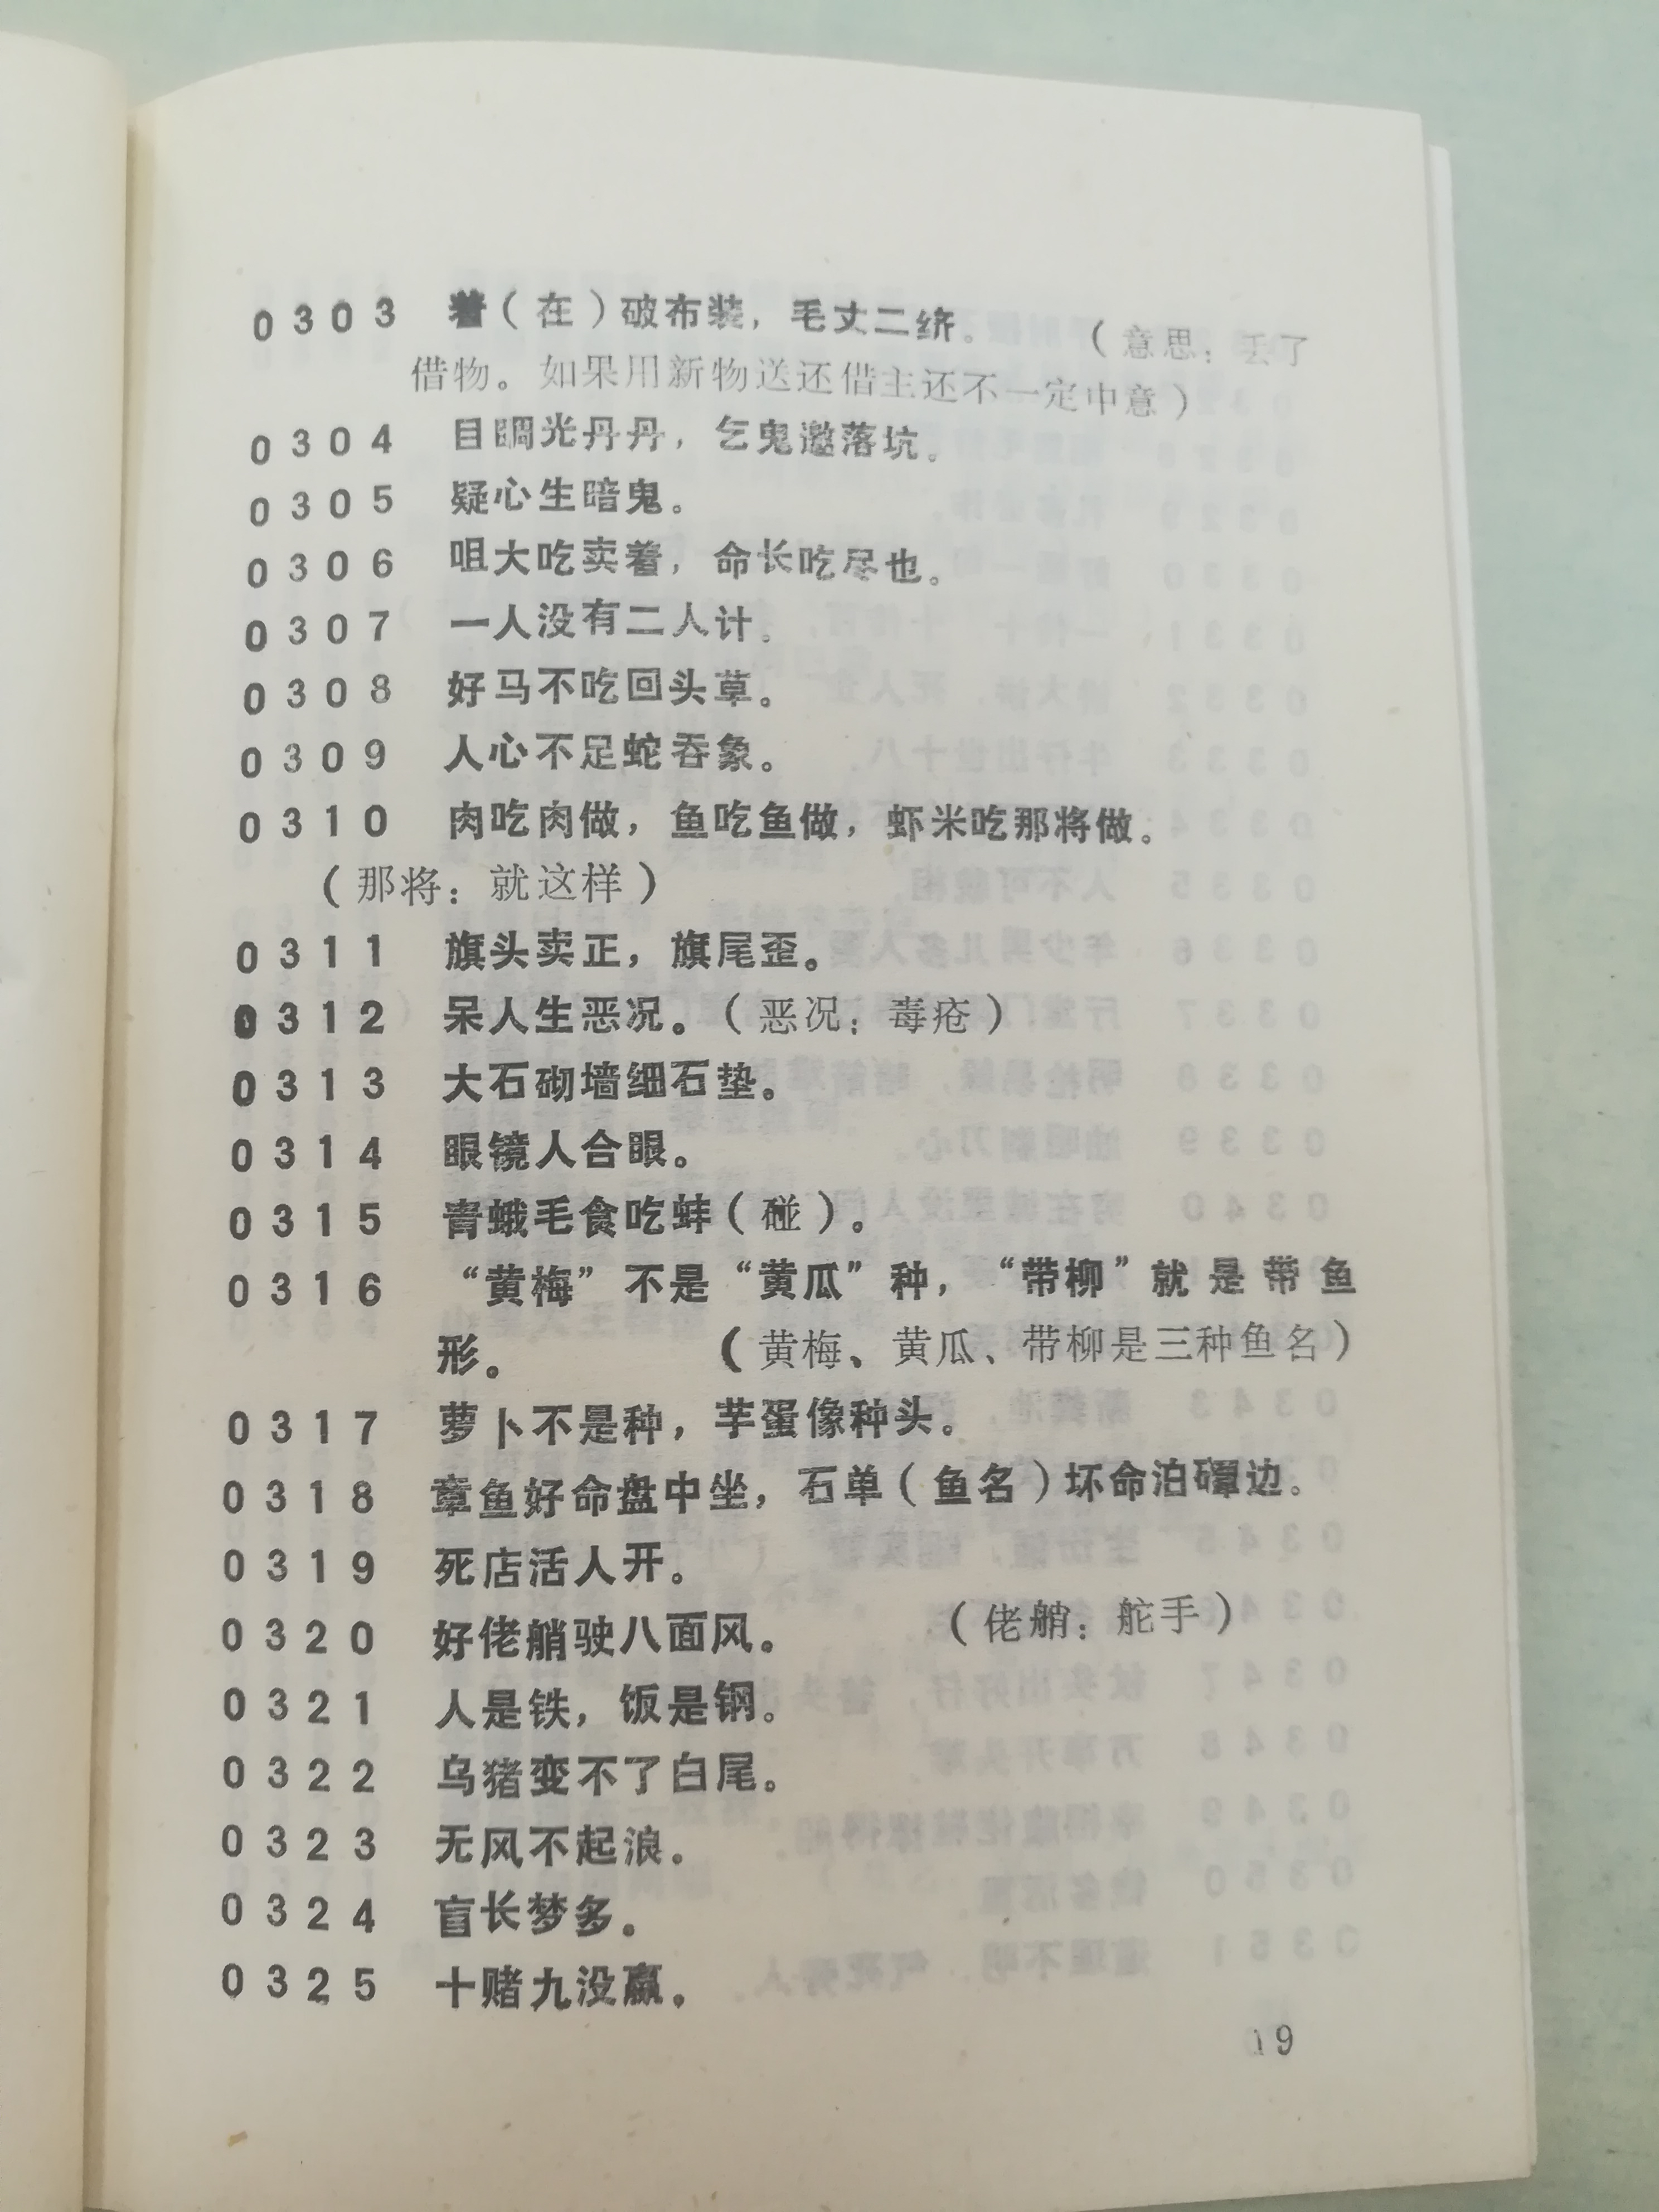 0303 着（在）破布装，毛丈二绞。（意思：丢了
借物。如果用新物送还借主还不一定中意）
0304 目睭光丹丹，乞鬼邀落坑。
0305 疑心生暗鬼。
0306 咀大吃卖着，命长吃尽也。
0307 一人没有二人计。
0308 好马不吃回头草。
0309 人心不足蛇吞象。
0310 肉吃肉做，鱼吃鱼做，虾米吃那将做。
（那将：就这样）
0311 旗头卖正，旗尾歪。
0312 呆人生恶况。（恶况：毒疮）
0313 大石砌墙细石垫。
0314 眼镜人合眼。
0315 青蛾毛食吃蚌（碰）。
0316 “黄梅”不是“黄瓜”种，“带柳”就是带鱼
形。（黄梅、黄瓜、带柳是三种鱼名）
0317 萝卜不是种，芋蛋像种头。
0318 章鱼好命盘中坐，石单（鱼名）坏命泊礁边。
0319 死店活人开。
0320 好佬艄驶八面风。（佬艄：舵手）
0321 人是铁，饭是钢。
0322 乌猪变不了白尾。
0323 无风不起浪。
0324 盲长梦多。
0325 十赌九没赢。
19